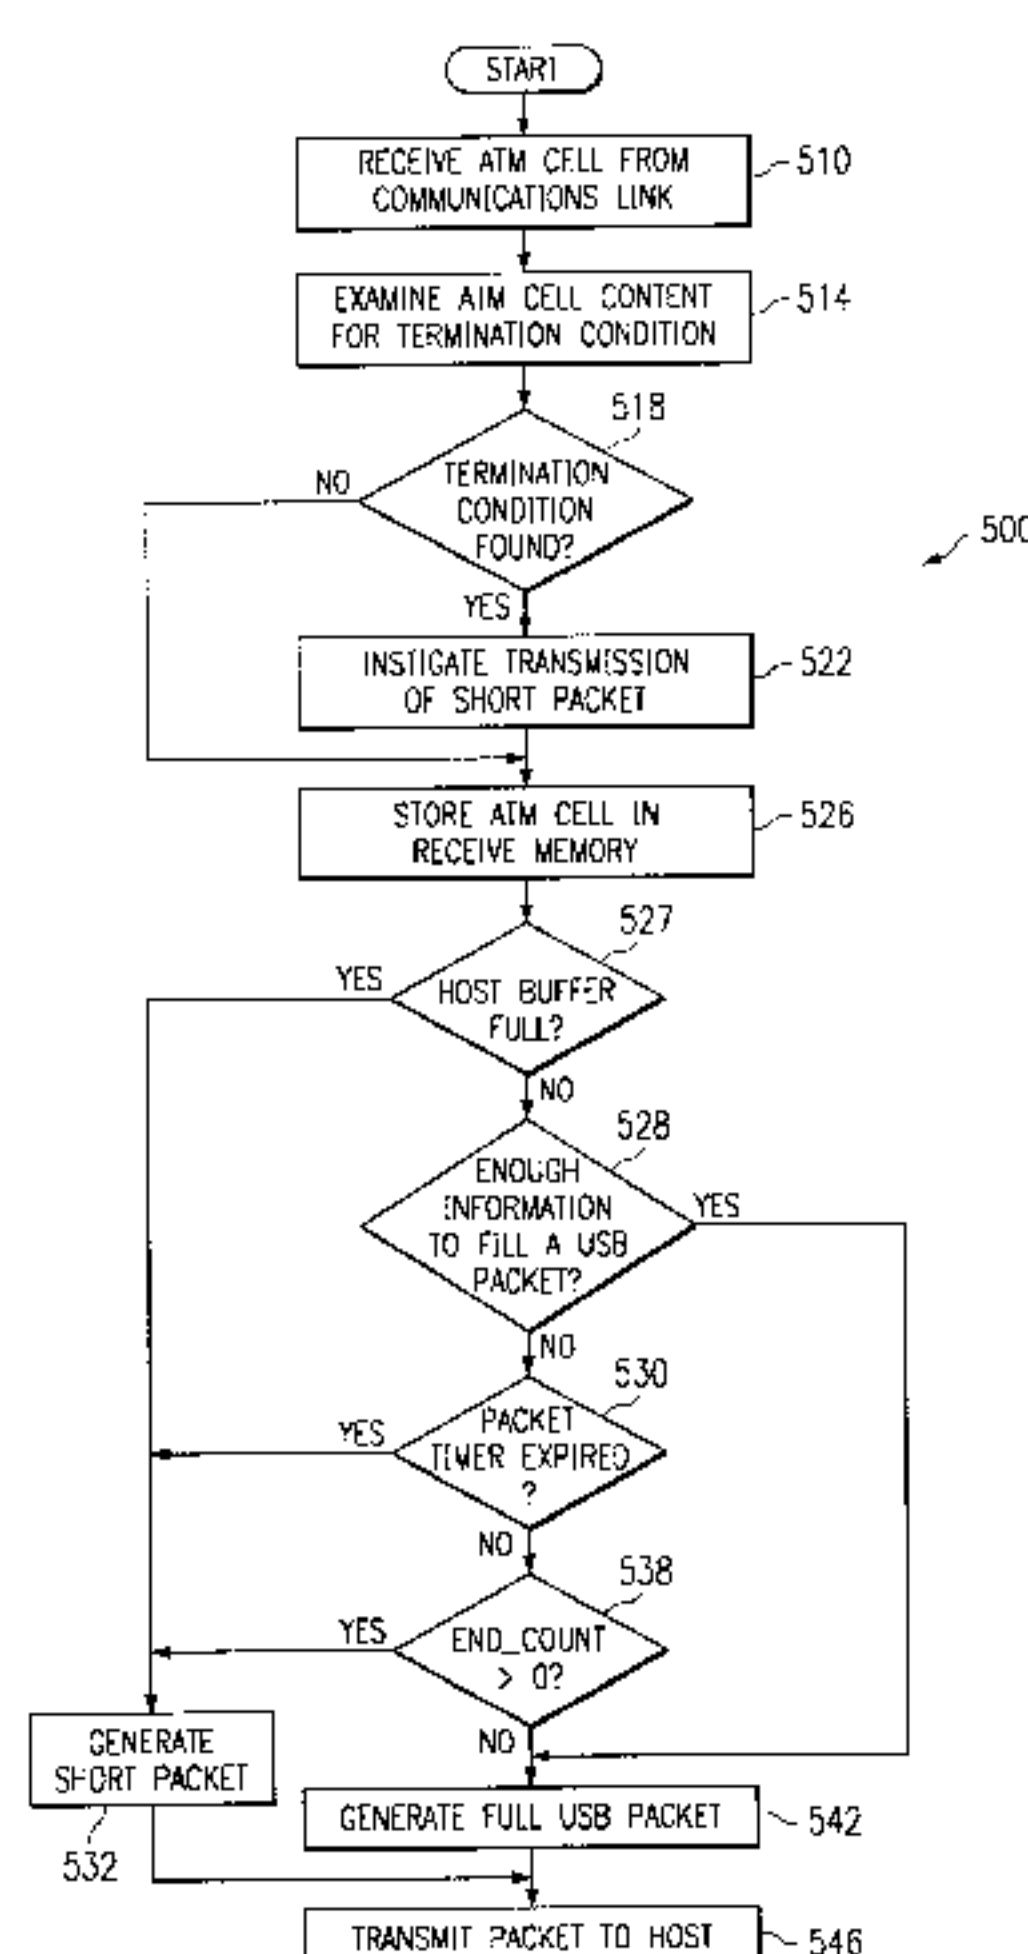 START
RECEIVE ATM CELL FROM
COMMUNICATIONS LINK
510
EXAMINE ATM CELL CONTENT
FOR TERMINATION CONDITION
514
518
TERMINATION
CONDITION
FOUND?
NO
500
YES
INSTIGATE TRANSMISSION
OF SHORT PACKET
522
STORE ATM CELL IN
RECEIVE MEMORY
526
527
YES
HOST BUFFER
FULL?
NO
528
ENOUGH
INFORMATION
TO FILL A USB
PACKET?
YES
NO
530
YES
PACKET
TIMER EXPIRED
?
NO
538
YES
END_COUNT
> 0?
NO
GENERATE
SHORT PACKET
532
GENERATE FULL USB PACKET
542
TRANSMIT PACKET TO HOST
546